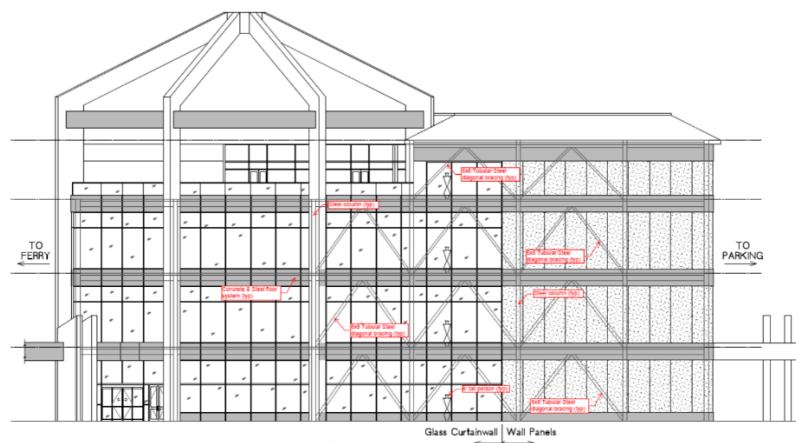 6x6 Tubular Steel
diagonal bracing (typ)
Steel column (typ)
TO
FERRY
6x6 Tubular Steel
diagonal bracing (typ)
TO
PARKING
Concrete & Steel floor
system (typ)
Steel column (typ)
6x6 Tubular Steel
diagonal bracing (typ)
tall person (typ)
6x6 Tubular Steel
diagonal bracing (typ)
Glass Curtainwall Wall Panels